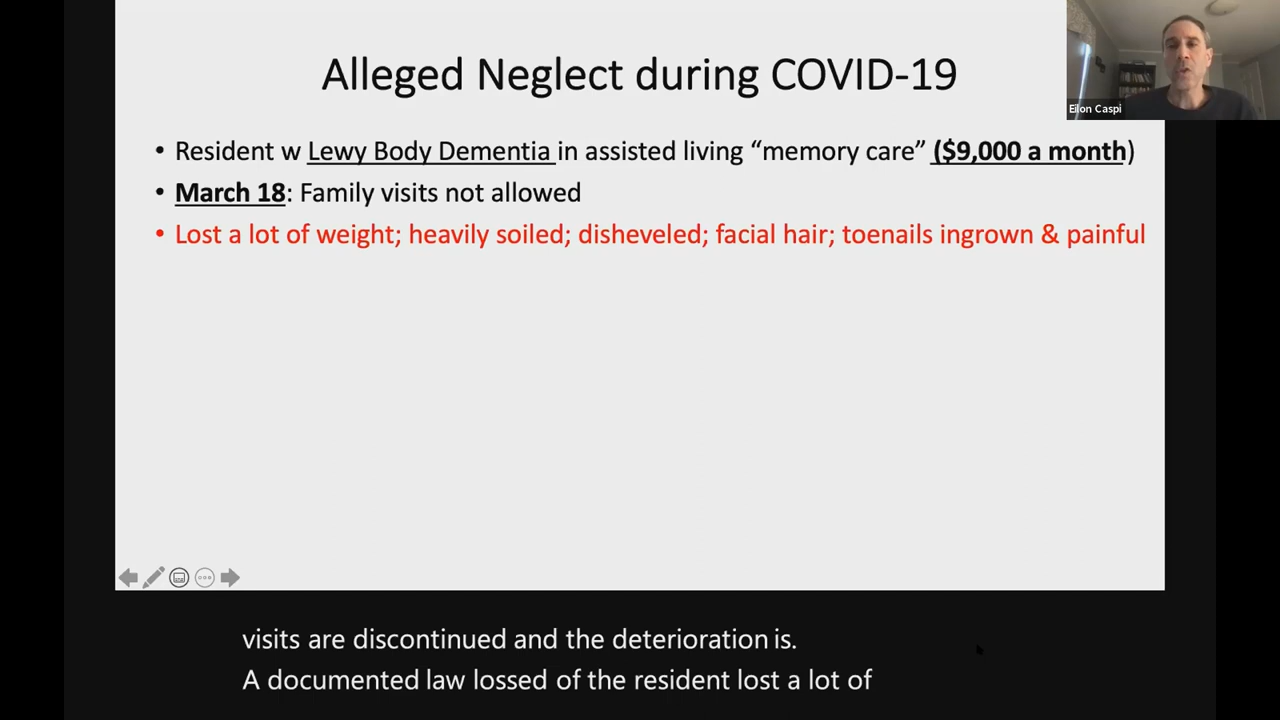 Alleged Neglect during COVID-19
Eilon Caspi
• Resident w Lewy Body Dementia in assisted living “memory care” ($9,000 a month)
• March 18: Family visits not allowed
• Lost a lot of weight; heavily soiled; disheveled; facial hair; toenails ingrown & painful
visits are discontinued and the deterioration is.
A documented law lossed of the resident lost a lot of